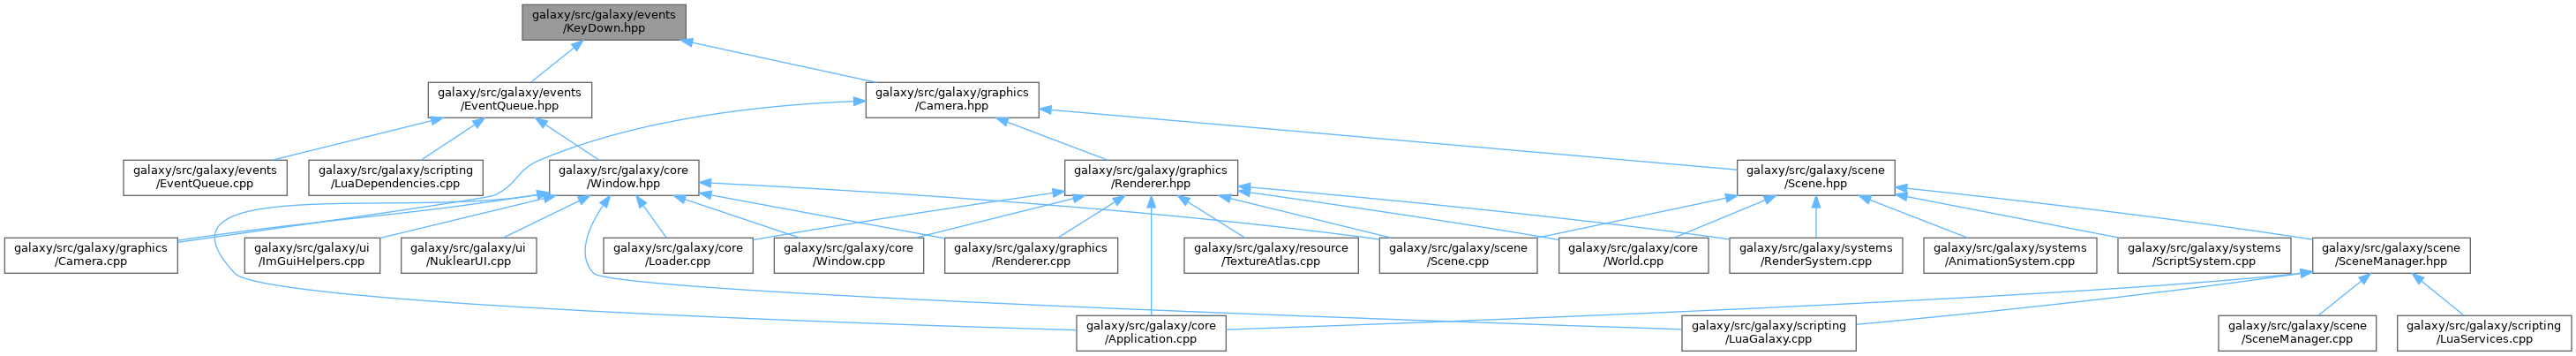 galaxy/src/galaxy/events
/KeyDown.hpp
galaxy/src/galaxy/events
/EventQueue.hpp
galaxy/src/galaxy/graphics
/Camera.hpp
galaxy/src/galaxy/events
/EventQueue.cpp
galaxy/src/galaxy/scripting
/LuaDependencies.cpp
galaxy/src/galaxy/core
/Window.hpp
galaxy/src/galaxy/graphics
/Renderer.hpp
galaxy/src/galaxy/scene
/Scene.hpp
galaxy/src/galaxy/graphics
/Camera.cpp
galaxy/src/galaxy/ui
/ImGuiHelpers.cpp
galaxy/src/galaxy/ui
/NuklearUI.cpp
galaxy/src/galaxy/core
/Loader.cpp
galaxy/src/galaxy/core
/Window.cpp
galaxy/src/galaxy/graphics
/Renderer.cpp
galaxy/src/galaxy/resource
/TextureAtlas.cpp
galaxy/src/galaxy/scene
/Scene.cpp
galaxy/src/galaxy/core
/World.cpp
galaxy/src/galaxy/systems
/RenderSystem.cpp
galaxy/src/galaxy/systems
/AnimationSystem.cpp
galaxy/src/galaxy/systems
/ScriptSystem.cpp
galaxy/src/galaxy/scene
/SceneManager.hpp
galaxy/src/galaxy/core
/Application.cpp
galaxy/src/galaxy/scripting
/LuaGalaxy.cpp
galaxy/src/galaxy/scene
/SceneManager.cpp
galaxy/src/galaxy/scripting
/LuaServices.cpp